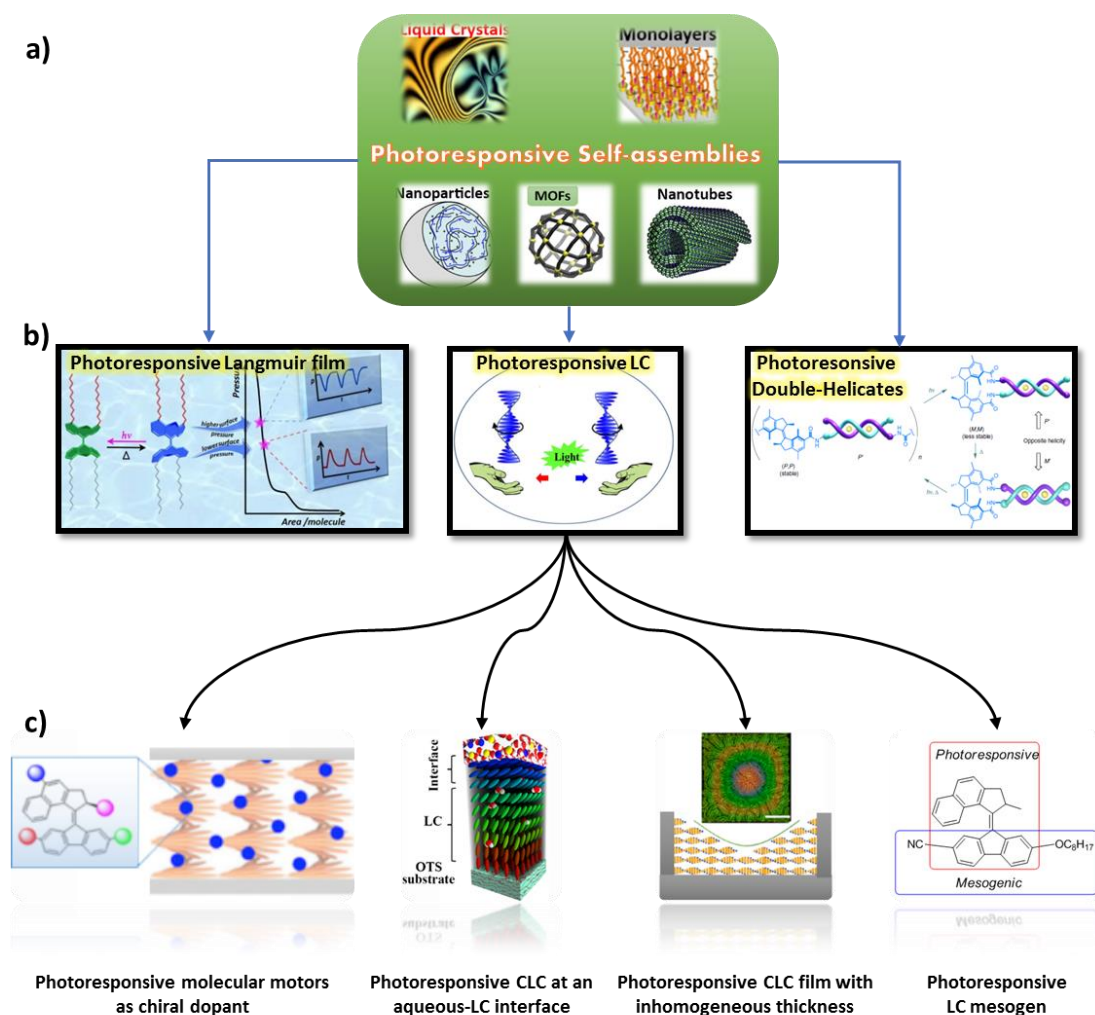 a)
Liquid Crystals
Monolayers
Photoresponsive Self-assemblies
Nanoparticles
MOFs
Nanotubes
b)
Photoresponsive Langmuir film
Pressure
P
t
hν
Δ
higher surface
pressure
lower surface
pressure
P
t
Area /molecule
Photoresponsive LC
Light
Photoresonsive
Double-Helicates
(P,P)
(stable)
P'
n
hν
(M,M)
(less stable)
Δ
hν, Δ
P'
Opposite helicity
M'
c)
Interface
LC
OTS
substrate
Photoresponsive
NC
OC8H17
Mesogenic
Photoresponsive molecular motors
as chiral dopant
Photoresponsive CLC at an
aqueous-LC interface
Photoresponsive CLC film with
inhomogeneous thickness
Photoresponsive
LC mesogen